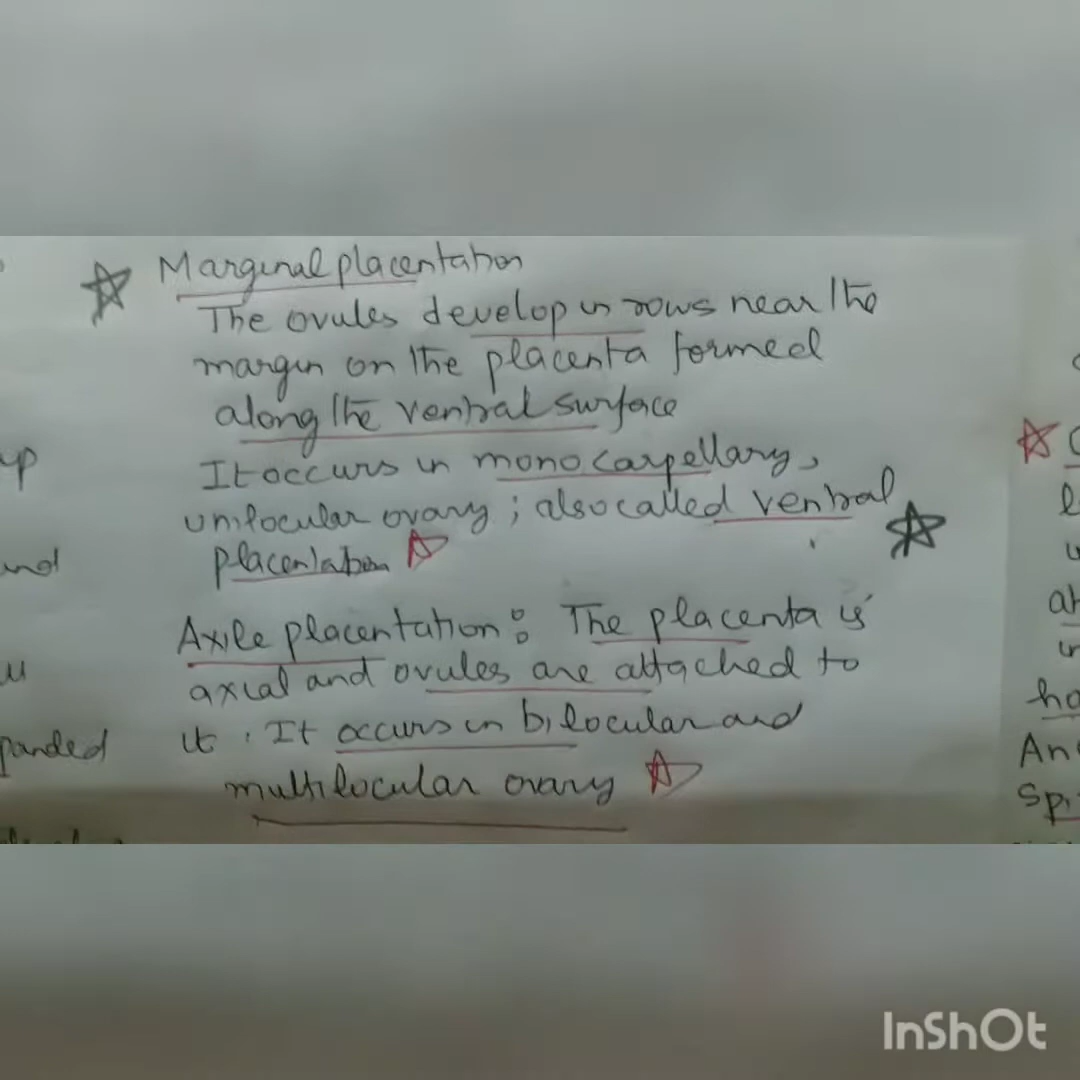 Marginal placentation
The ovules develop in rows near the
margin on the placenta formed
along the ventral surface
It occurs in monocarpellary,
unilocular ovary; also called ventral
placentation
Axile placentation: The placenta is
axial and ovules are attached to
it. It occurs in bilocular and
multilocular ovary
panded
An
InShOt